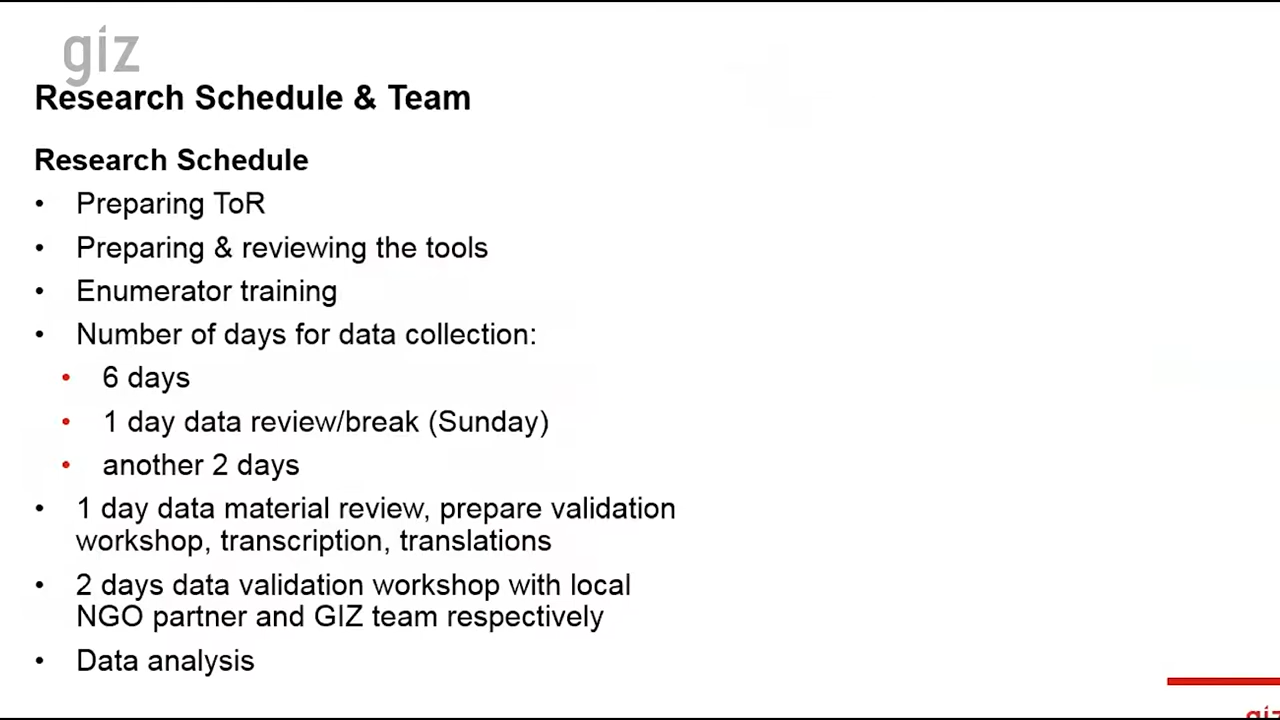 giz
Research Schedule & Team
Research Schedule
• Preparing ToR
• Preparing & reviewing the tools
• Enumerator training
• Number of days for data collection:
• 6 days
• 1 day data review/break (Sunday)
• another 2 days
• 1 day data material review, prepare validation
workshop, transcription, translations
• 2 days data validation workshop with local
NGO partner and GIZ team respectively
• Data analysis
giz